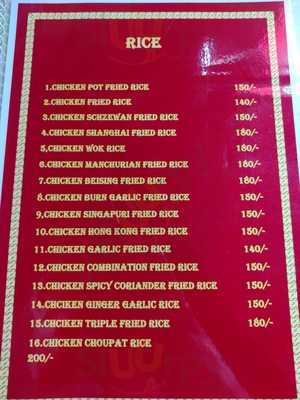 RICE
1.CHICKEN POT FRIED RICE 150/-
2.CHICKEN FRIED RICE 140/-
3.CHICKEN SCHZEWAN FRIED RICE 150/-
4.CHICKEN SHANGHAI FRIED RICE 180/-
5,CHICKEN WOK RICE 180/-
6.CHICKEN MANCHURIAN FRIED RICE 180/-
7.CHICKEN BEISING FRIED RICE 180/-
8.CHICKEN BURN GARLIC FRIED RICE 150/-
9,CHICKEN SINGAPURI FRIED RICE 150/-
10.CHICKEN HONG KONG FRIED RICE 150/-
11.CHICKEN GARLIC FRIED RICE 140/-
12.CHICKEN COMBINATION FRIED RICE 150/-
13.CHICKEN SPICY CORIANDER FRIED RICE 150/-
14.CHCIKEN GINGER GARLIC RICE 150/-
15.CHCIKEN TRIPLE FRIED RICE 180/-
16.CHICKEN CHOUPAT RICE
200/-